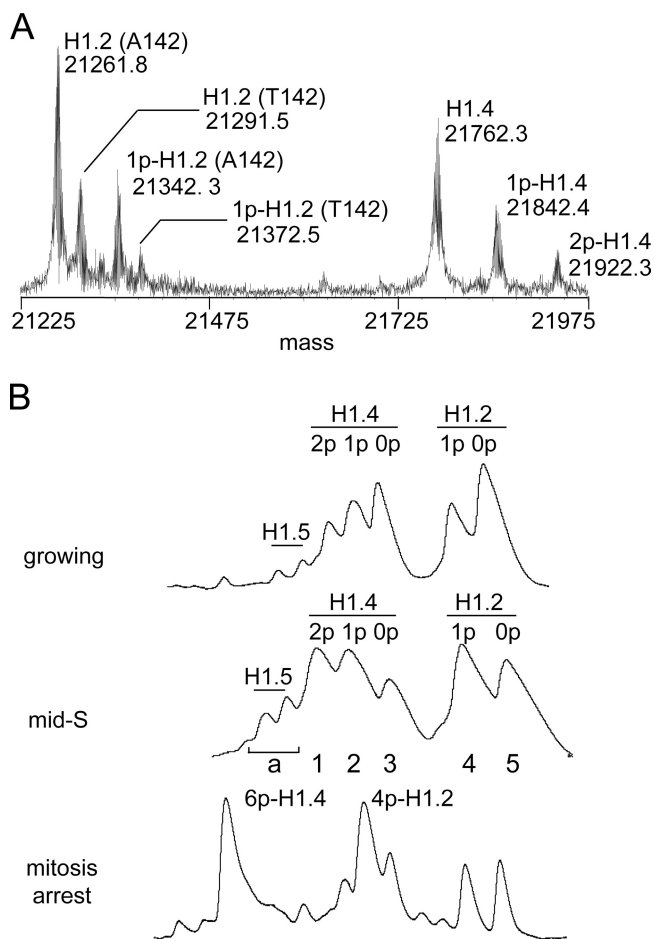 A
H1.2 (A142)
21261.8
H1.2 (T142)
21291.5
1p-H1.2 (A142)
21342. 3
1p-H1.2 (T142)
21372.5
H1.4
21762.3
1p-H1.4
21842.4
2p-H1.4
21922.3
21225 21475 21725 21975
mass
B
H1.4 H1.2
2p 1p 0p 1p 0p
H1.5
growing
H1.4 H1.2
2p 1p 0p 1p 0p
H1.5
mid-S
a 1 2 3 4 5
6p-H1.4 4p-H1.2
mitosis
arrest